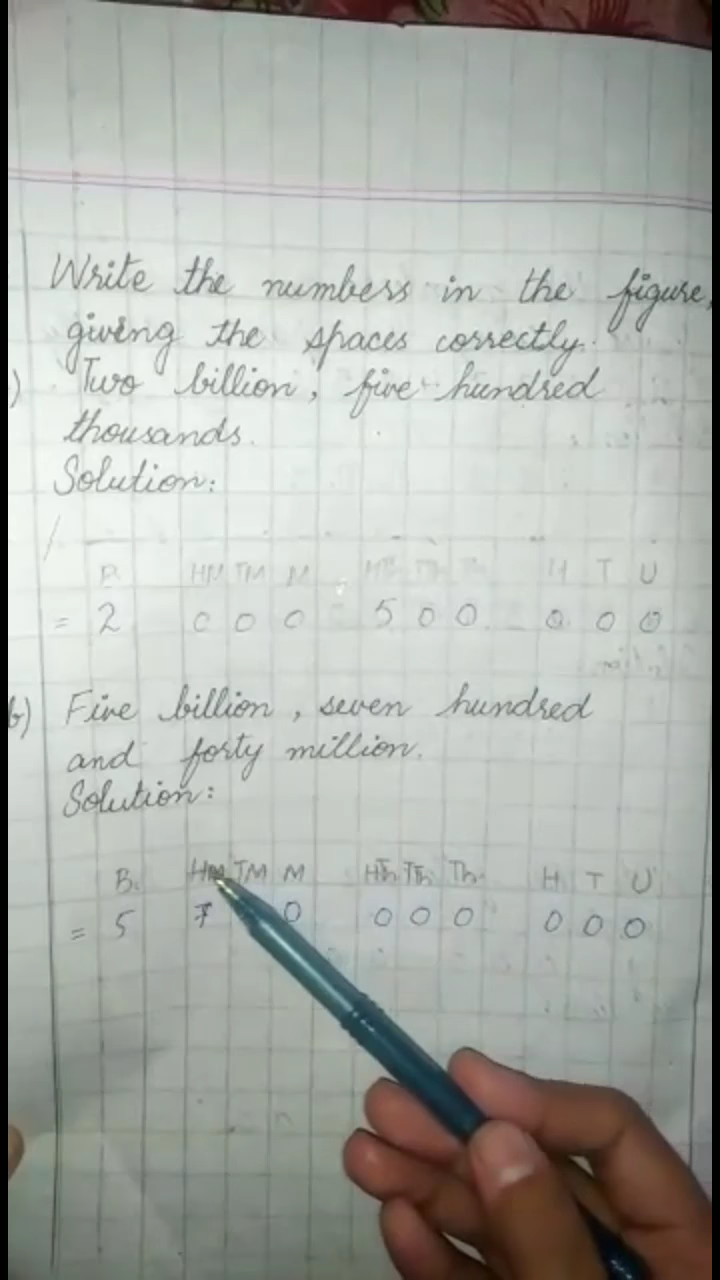 Write the numbers in the figure,
giving the spaces correctly.
) Two billion, five hundred
thousands.
Solution:
B HM TM M HTh TTh Th H T U
= 2 0 0 0 5 0 0 0 0 0
b) Five billion, seven hundred
and forty million.
Solution:
B. HM TM M HTh TTh Th H T U
= 5 7 0 0 0 0 0 0 0